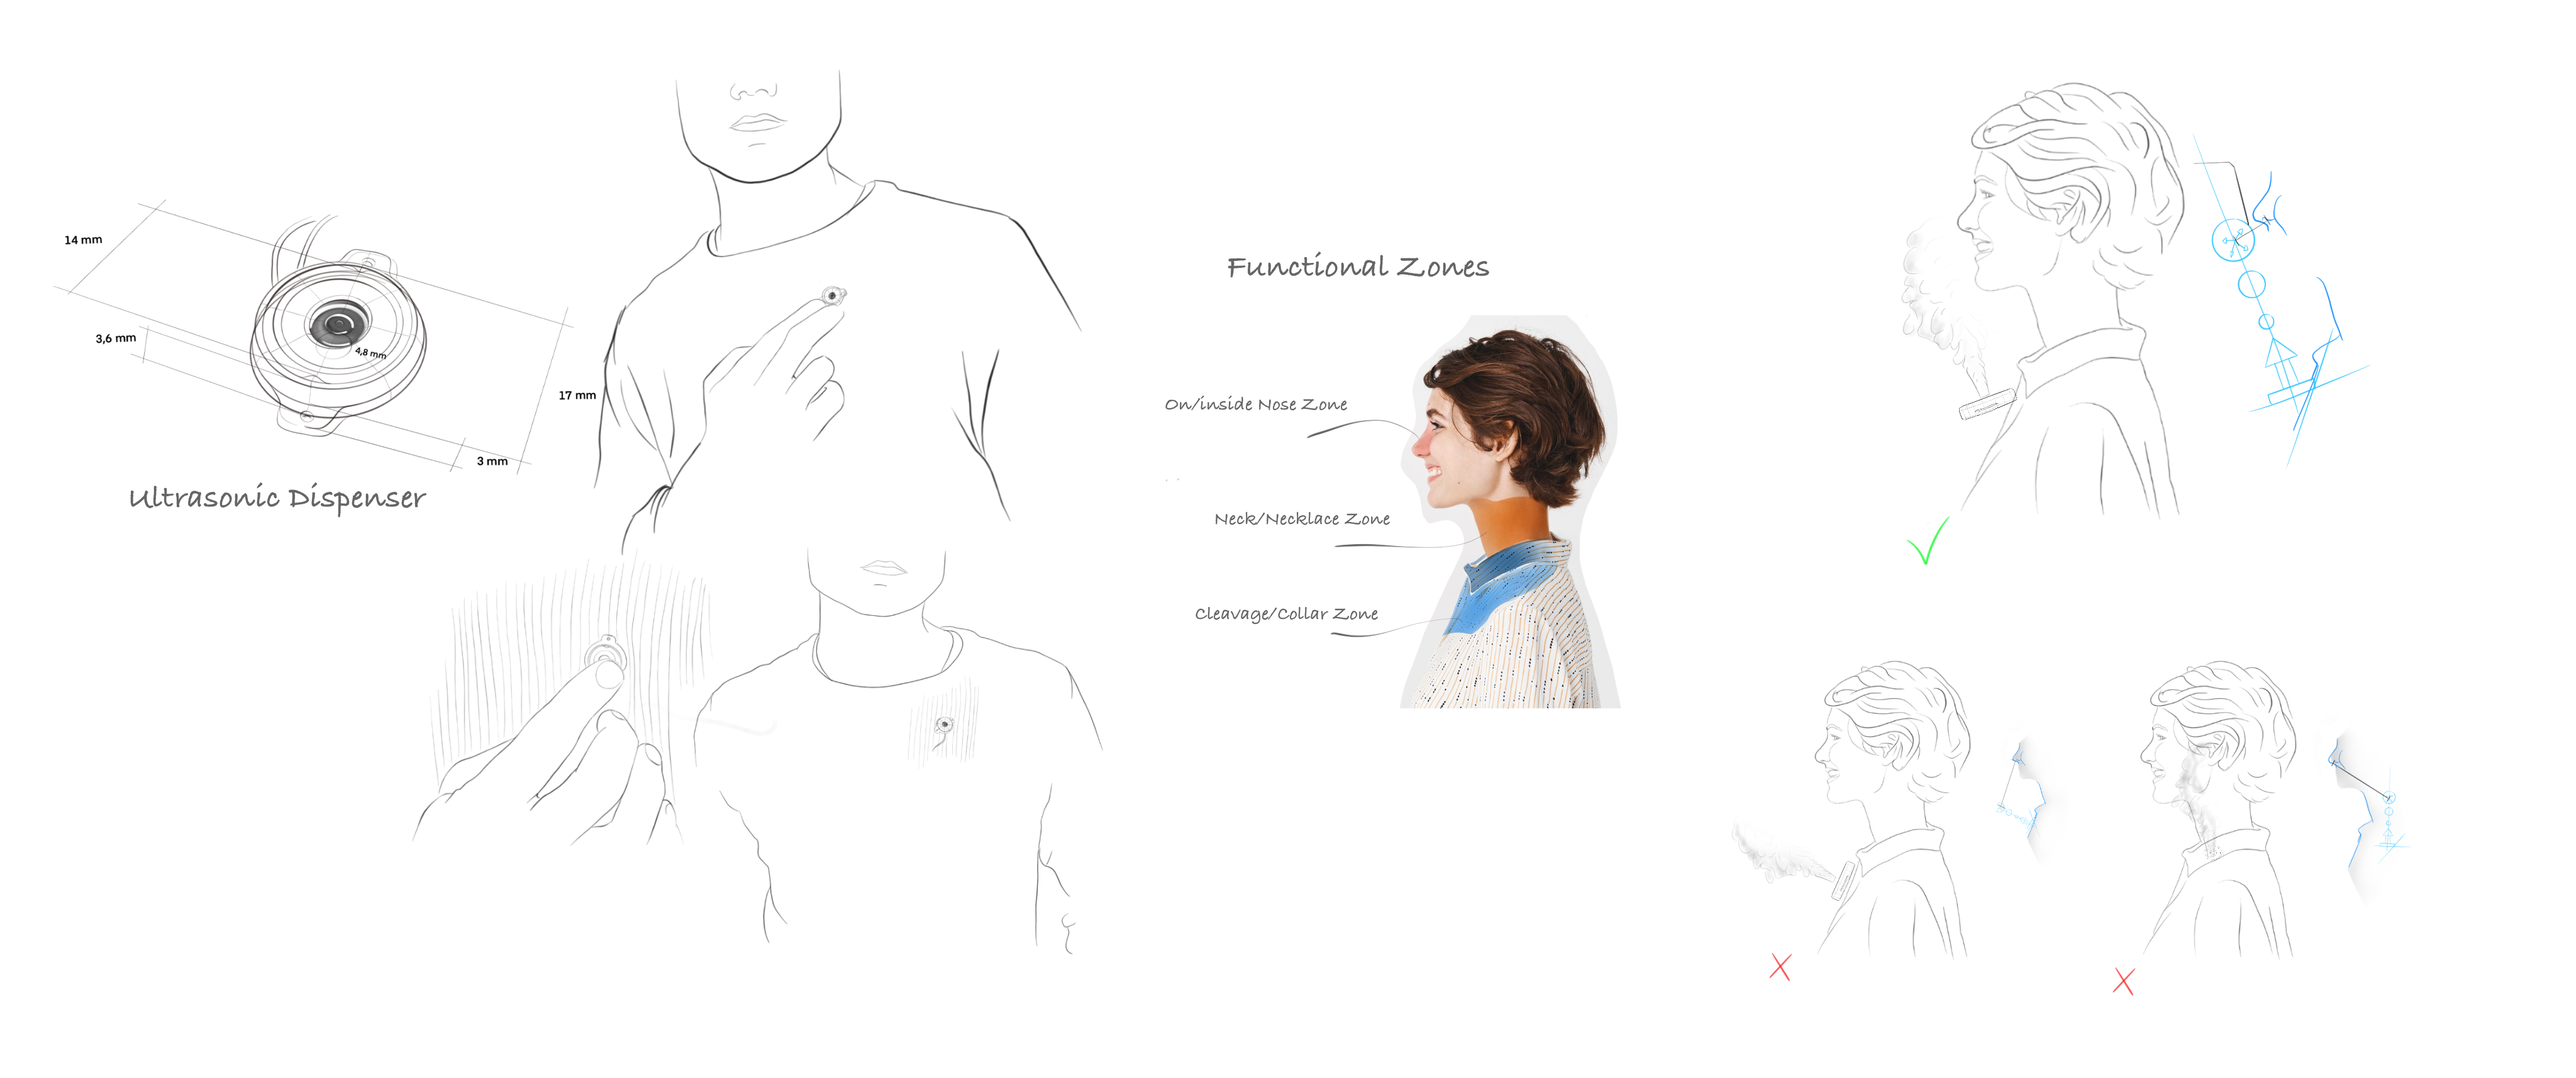 14 mm
3,6 mm
4,8 mm
17 mm
3 mm
Ultrasonic Dispenser
Functional Zones
On/inside Nose Zone
Neck/Necklace Zone
Cleavage/Collar Zone